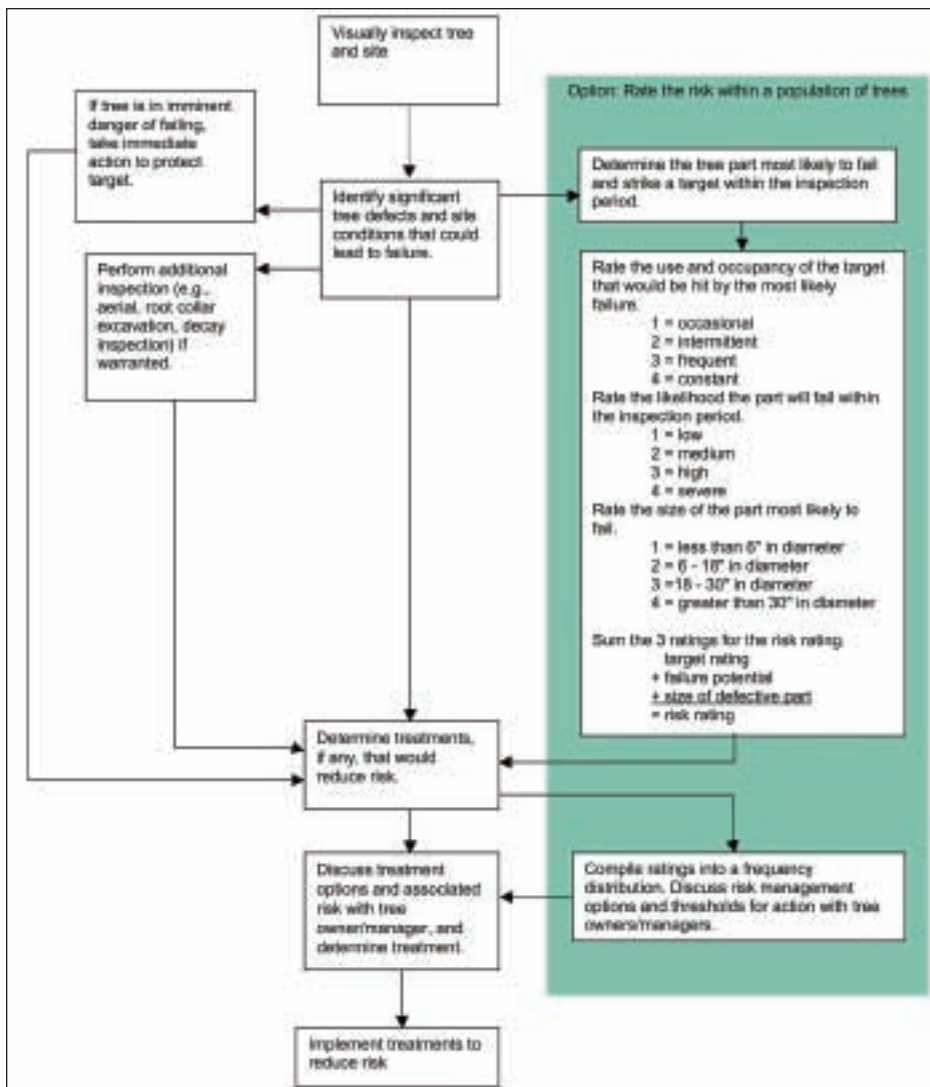 Visually inspect tree
and site
If tree is in imminent
danger of failing,
take immediate
action to protect
target.
Identify significant
tree defects and site
conditions that could
lead to failure.
Perform additional
inspection (e.g.,
aerial, root collar
excavation, decay
inspection) if
warranted.
Option: Rate the risk within a population of trees
Determine the tree part most likely to fail
and strike a target within the inspection
period.
Rate the use and occupancy of the target
that would be hit by the most likely
failure.
1 = occasional
2 = intermittent
3 = frequent
4 = constant
Rate the likelihood the part will fail within
the inspection period.
1 = low
2 = medium
3 = high
4 = severe
Rate the size of the part most likely to
fail.
1 = less than 6" in diameter
2 = 6 - 18" in diameter
3 =18 - 30" in diameter
4 = greater than 30" in diameter
Sum the 3 ratings for the risk rating.
target rating
+ failure potential
+ size of defective part
= risk rating
Determine treatments,
if any, that would
reduce risk.
Discuss treatment
options and associated
risk with tree
owner/manager, and
determine treatment.
Compile ratings into a frequency
distribution. Discuss risk management
options and thresholds for action with tree
owners/managers.
Implement treatments to
reduce risk